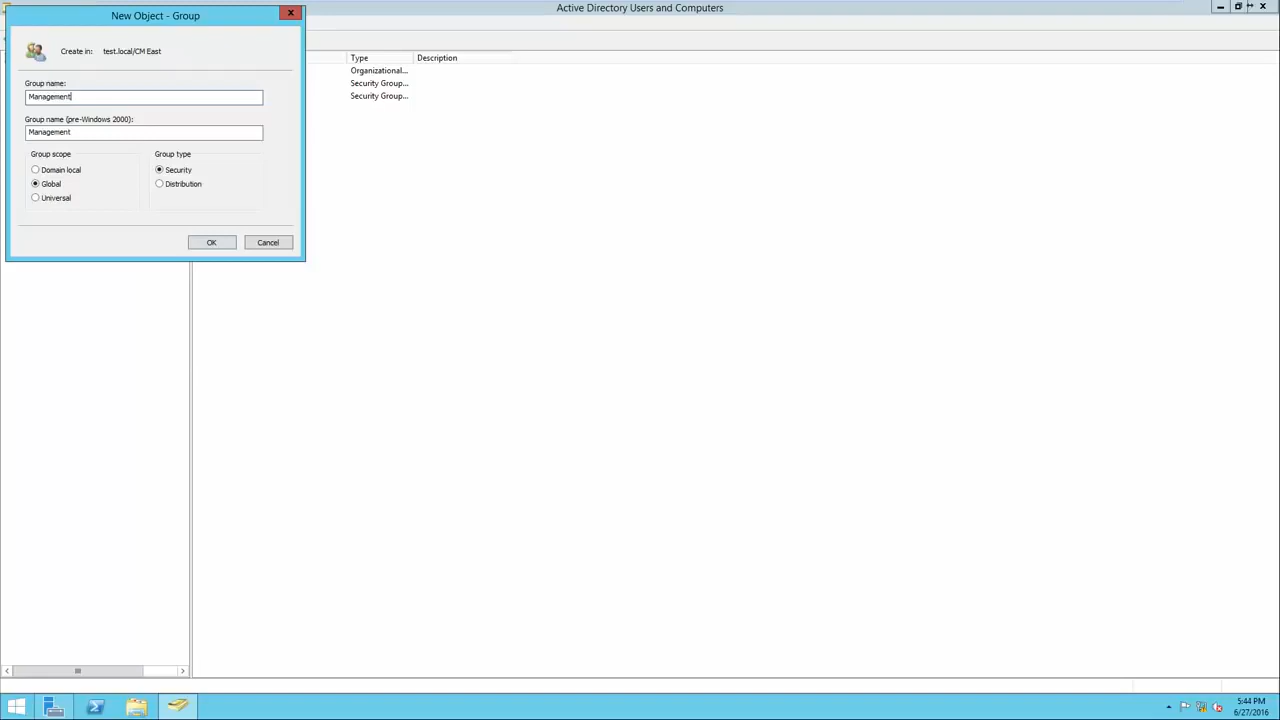 Active Directory Users and Computers
New Object - Group
Create in: test.local/CM East
Group name:
Management
Group name (pre-Windows 2000):
Management
Group scope
Domain local
Global
Universal
Group type
Security
Distribution
OK
Cancel
Type
Description
Organizational...
Security Group...
Security Group...
5:44 PM
6/27/2016